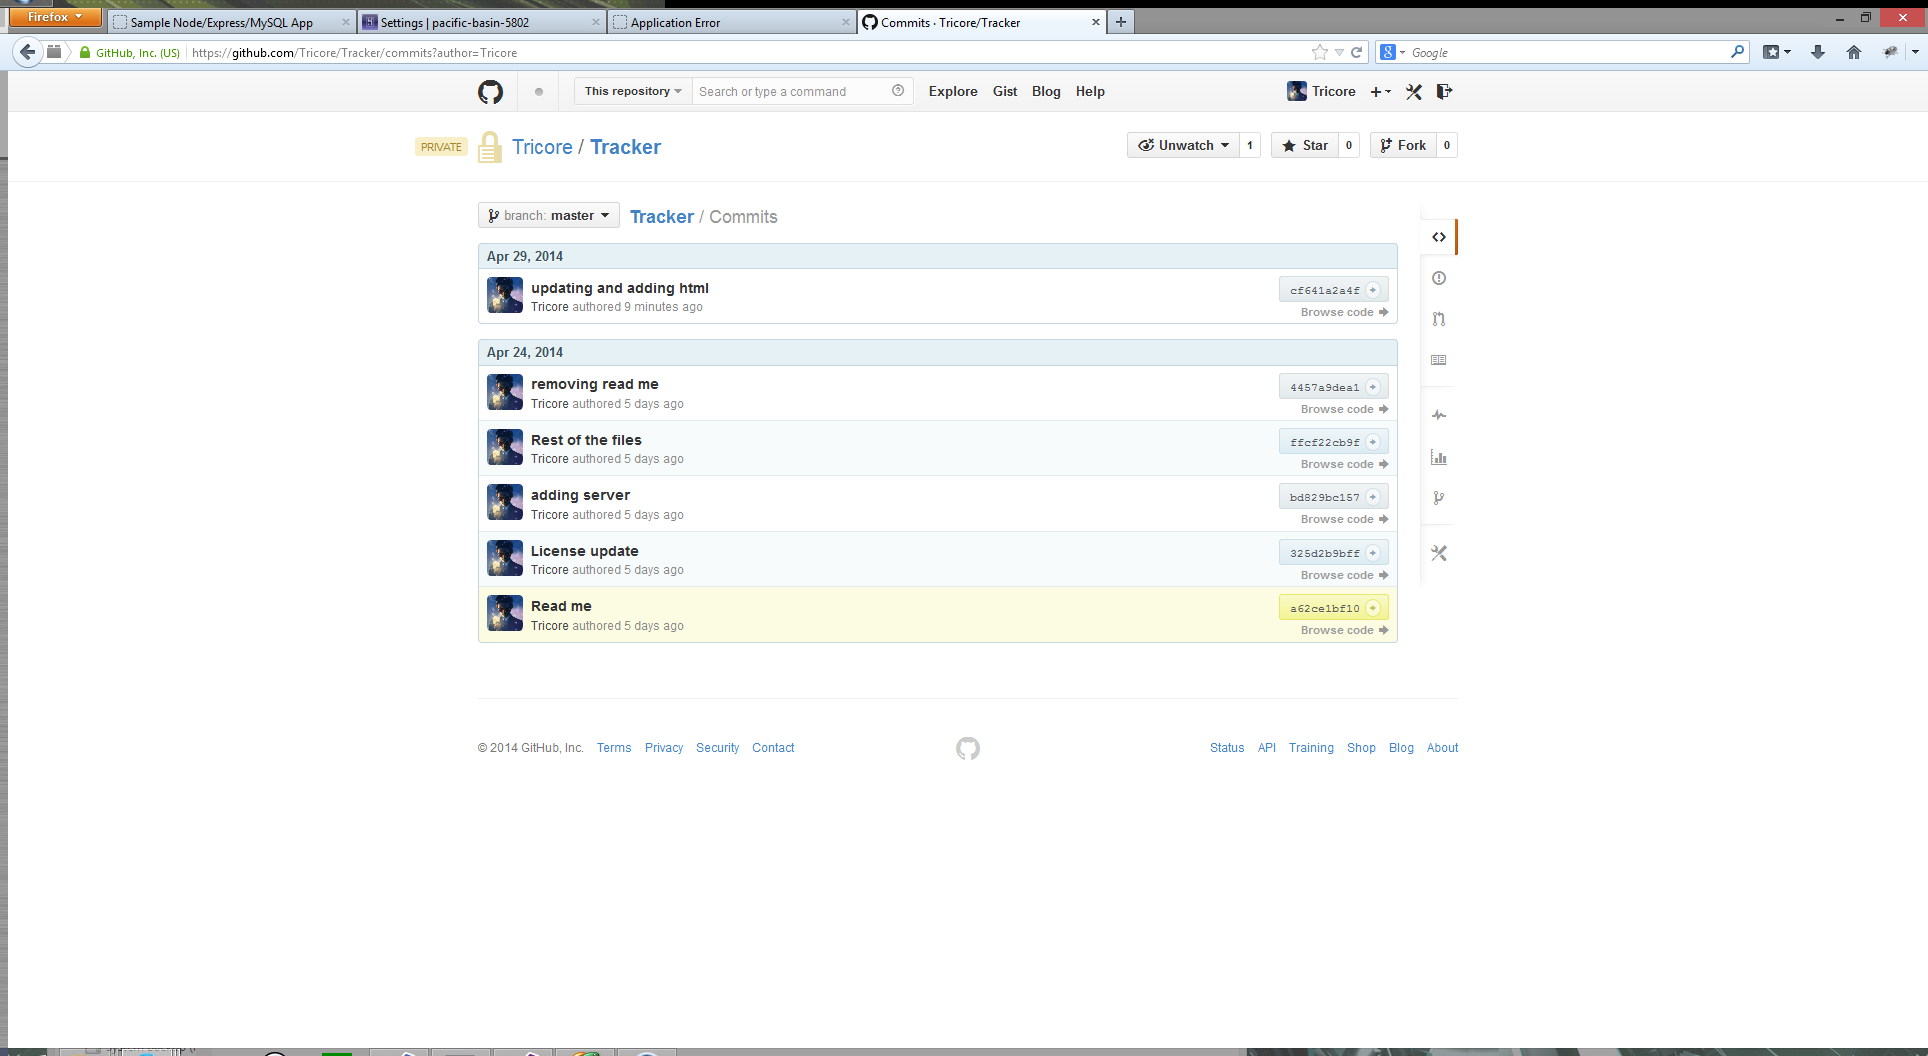 Firefox
Sample Node/Express/MySQL App
Settings | pacific-basin-5802
Application Error
Commits · Tricore/Tracker
GitHub, Inc. (US)
https://github.com/Tricore/Tracker/commits?author=Tricore
Google
This repository
Search or type a command
Explore
Gist
Blog
Help
Tricore
PRIVATE
Tricore / Tracker
Unwatch
1
Star
0
Fork
0
branch: master
Tracker / Commits
Apr 29, 2014
updating and adding html
Tricore authored 9 minutes ago
cf641a2a4f
Browse code
Apr 24, 2014
removing read me
Tricore authored 5 days ago
4457a9dea1
Browse code
Rest of the files
Tricore authored 5 days ago
ffcf22cb9f
Browse code
adding server
Tricore authored 5 days ago
bd829bc157
Browse code
License update
Tricore authored 5 days ago
325d2b9bff
Browse code
Read me
Tricore authored 5 days ago
a62ce1bf10
Browse code
© 2014 GitHub, Inc.
Terms
Privacy
Security
Contact
Status
API
Training
Shop
Blog
About